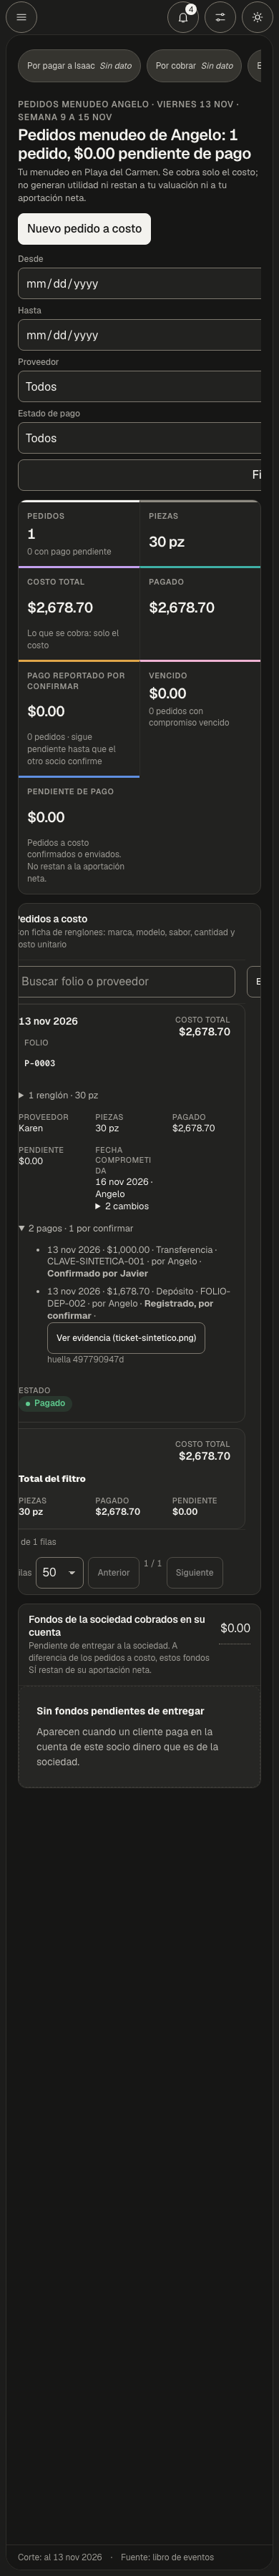 4
Por pagar a Isaac Sin dato
Por cobrar Sin dato
E
PEDIDOS MENUDEO ANGELO · VIERNES 13 NOV ·
SEMANA 9 A 15 NOV
Pedidos menudeo de Angelo: 1
pedido, $0.00 pendiente de pago
Tu menudeo en Playa del Carmen. Se cobra solo el costo;
no generan utilidad ni restan a tu valuación ni a tu
aportación neta.
Nuevo pedido a costo
Desde
mm/dd/yyyy
Hasta
mm/dd/yyyy
Proveedor
Todos
Estado de pago
Todos
Fi
PEDIDOS
1
0 con pago pendiente
PIEZAS
30 pz
COSTO TOTAL
$2,678.70
Lo que se cobra: solo el
costo
PAGADO
$2,678.70
PAGO REPORTADO POR
CONFIRMAR
$0.00
0 pedidos · sigue
pendiente hasta que el
otro socio confirme
VENCIDO
$0.00
0 pedidos con
compromiso vencido
PENDIENTE DE PAGO
$0.00
Pedidos a costo
confirmados o enviados.
No restan a la aportación
neta.
Pedidos a costo
Con ficha de renglones: marca, modelo, sabor, cantidad y
costo unitario
Buscar folio o proveedor
E
13 nov 2026
COSTO TOTAL
$2,678.70
FOLIO
P-0003
▶ 1 renglón · 30 pz
PROVEEDOR
Karen
PIEZAS
30 pz
PAGADO
$2,678.70
PENDIENTE
$0.00
FECHA
COMPROMETI
DA
16 nov 2026 ·
Angelo
▶ 2 cambios
▼ 2 pagos · 1 por confirmar
• 13 nov 2026 · $1,000.00 · Transferencia ·
CLAVE-SINTETICA-001 · por Angelo ·
Confirmado por Javier
• 13 nov 2026 · $1,678.70 · Depósito · FOLIO-
DEP-002 · por Angelo · Registrado, por
confirmar ·
Ver evidencia (ticket-sintetico.png)
huella 497790947d
ESTADO
Pagado
COSTO TOTAL
$2,678.70
Total del filtro
PIEZAS
30 pz
PAGADO
$2,678.70
PENDIENTE
$0.00
de 1 filas
ilas
50
Anterior
1 / 1
Siguiente
Fondos de la sociedad cobrados en su
cuenta
$0.00
Pendiente de entregar a la sociedad. A
diferencia de los pedidos a costo, estos fondos
SÍ restan de su aportación neta.
Sin fondos pendientes de entregar
Aparecen cuando un cliente paga en la
cuenta de este socio dinero que es de la
sociedad.
Corte: al 13 nov 2026 · Fuente: libro de eventos